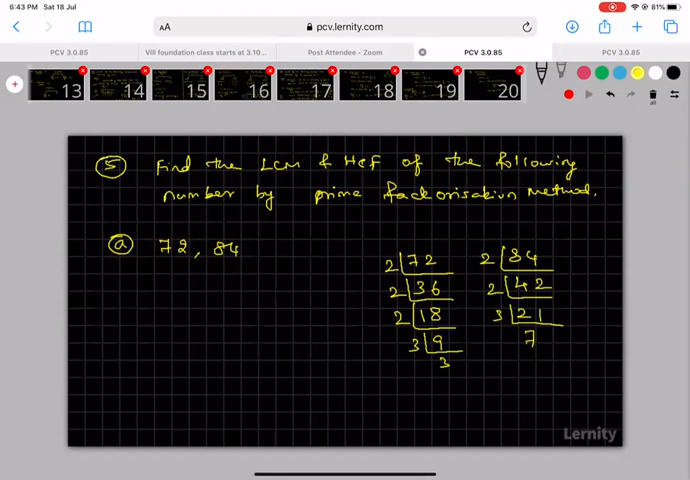 6:43 PM Sat 18 Jul
81%
AA
pcv.lernity.com
PCV 3.0.85
VIII foundation class starts at 3.10...
Post Attendee - Zoom
PCV 3.0.85
PCV 3.0.85
13 14 15 16 17 18 19 20
all
5 Find the LCM & HCF of the following
number by prime factorisation method.
a 72, 84
2 72
2 36
2 18
3 9
3
2 84
2 42
3 21
7
Lernity